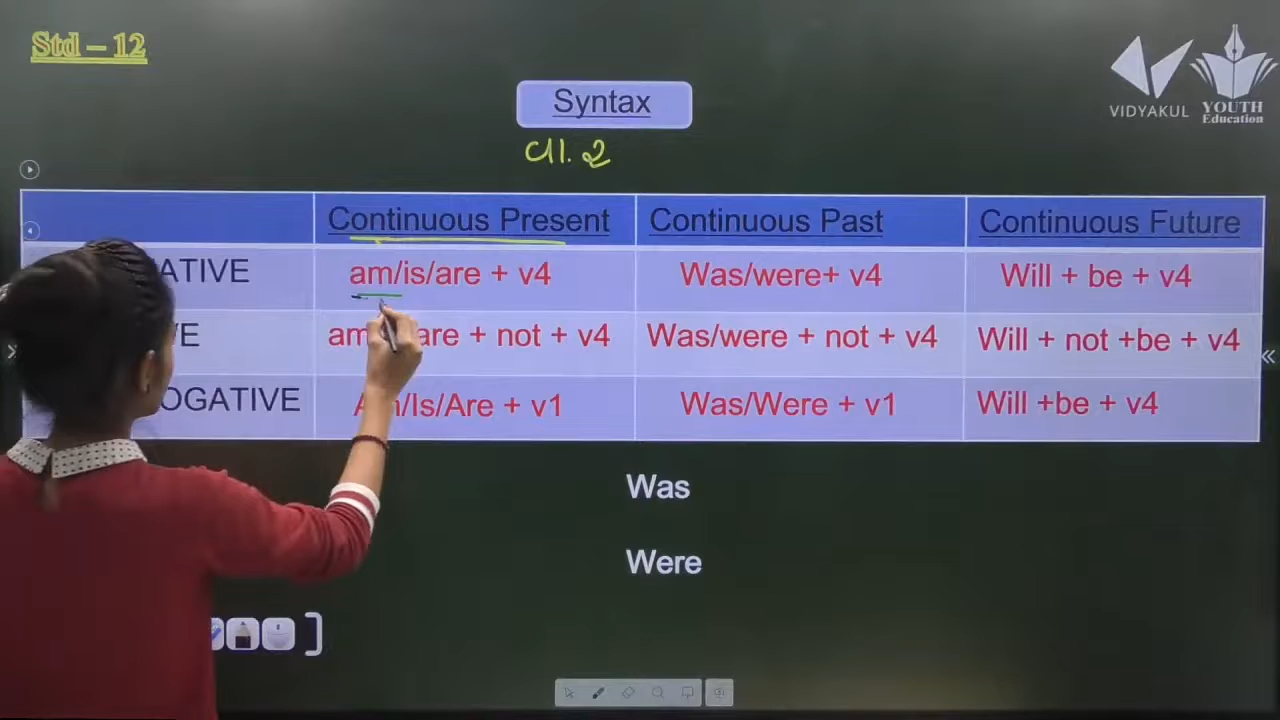 Std – 12
VIDYAKUL
YOUTH
Education
Syntax
વા. ૨
Continuous Present Continuous Past Continuous Future
ATIVE am/is/are + v4 Was/were+ v4 Will + be + v4
VE am are + not + v4 Was/were + not + v4 Will + not +be + v4
OGATIVE Am/Is/Are + v1 Was/Were + v1 Will +be + v4
Was
Were